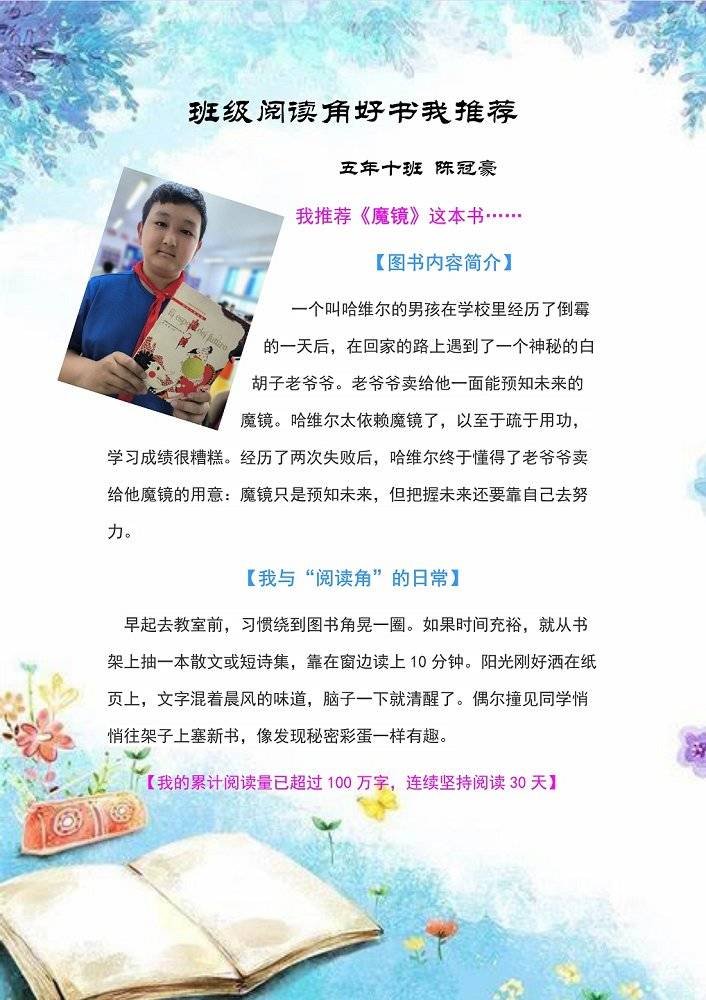 班级阅读角好书我推荐
五年十班 陈冠豪
我推荐《魔镜》这本书……
【图书内容简介】
一个叫哈维尔的男孩在学校里经历了倒霉
的一天后，在回家的路上遇到了一个神秘的白
胡子老爷爷。老爷爷卖给他一面能预知未来的
魔镜。哈维尔太依赖魔镜了，以至于疏于用功，
学习成绩很糟糕。经历了两次失败后，哈维尔终于懂得了老爷爷卖
给他魔镜的用意：魔镜只是预知未来，但把握未来还要靠自己去努
力。
【我与“阅读角”的日常】
早起去教室前，习惯绕到图书角晃一圈。如果时间充裕，就从书
架上抽一本散文或短诗集，靠在窗边读上 10 分钟。阳光刚好洒在纸
页上，文字混着晨风的味道，脑子一下就清醒了。偶尔撞见同学悄
悄往架子上塞新书，像发现秘密彩蛋一样有趣。
【我的累计阅读量已超过 100 万字，连续坚持阅读 30 天】